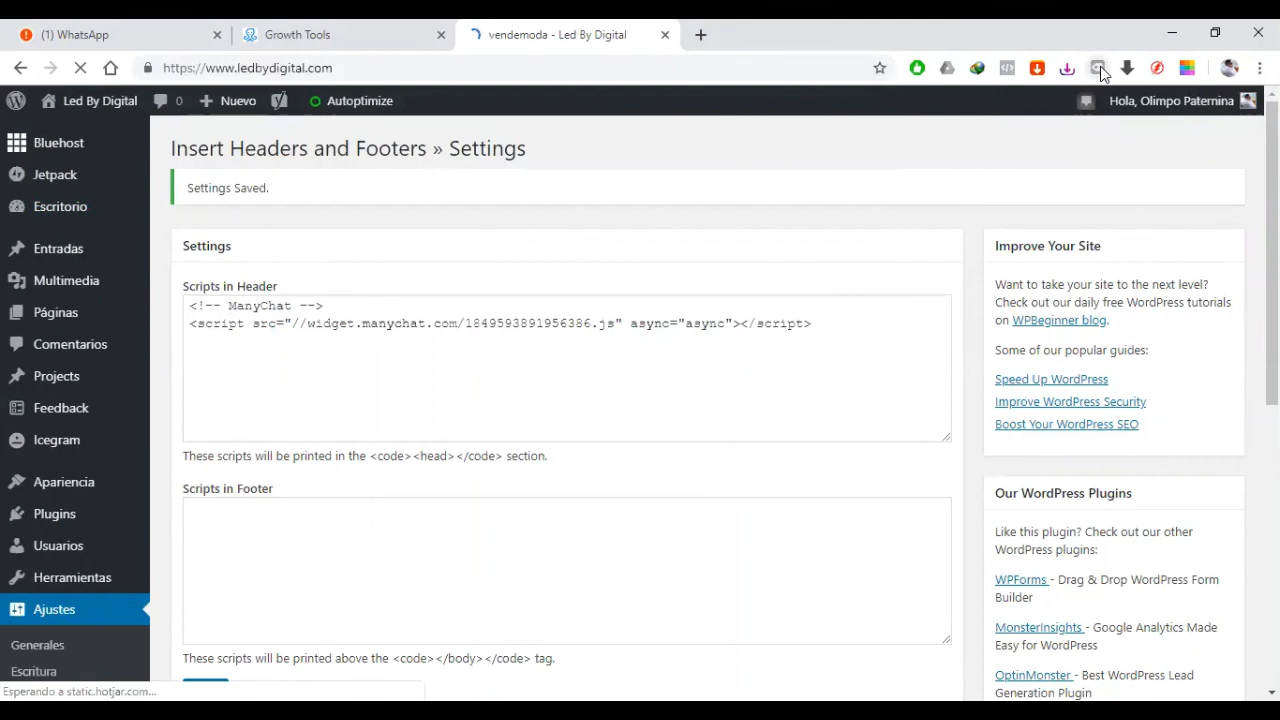 (1) WhatsApp
Growth Tools
vendemoda - Led By Digital
https://www.ledbydigital.com
Led By Digital
0
Nuevo
Autoptimize
Hola, Olimpo Paternina
Bluehost
Jetpack
Escritorio
Entradas
Multimedia
Páginas
Comentarios
Projects
Feedback
Icegram
Apariencia
Plugins
Usuarios
Herramientas
Ajustes
Generales
Escritura
Esperando a static.hotjar.com...
Insert Headers and Footers » Settings
Settings Saved.
Settings
Scripts in Header
<!-- ManyChat -->
<script src="//widget.manychat.com/1849593891956386.js" async="async"></script>
These scripts will be printed in the <code><head></code> section.
Scripts in Footer
These scripts will be printed above the <code></body></code> tag.
Improve Your Site
Want to take your site to the next level?
Check out our daily free WordPress tutorials
on WPBeginner blog.
Some of our popular guides:
Speed Up WordPress
Improve WordPress Security
Boost Your WordPress SEO
Our WordPress Plugins
Like this plugin? Check out our other
WordPress plugins:
WPForms - Drag & Drop WordPress Form
Builder
MonsterInsights - Google Analytics Made
Easy for WordPress
OptinMonster - Best WordPress Lead
Generation Plugin